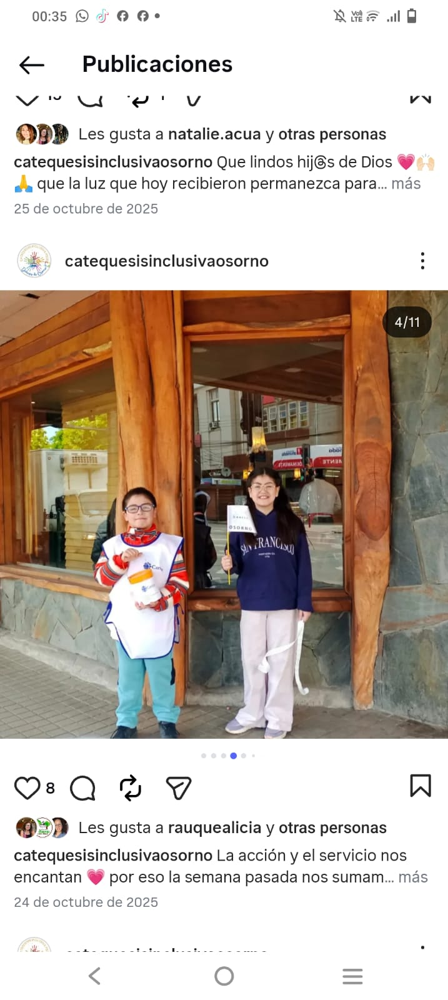 00:35
Vo)) LTE
Publicaciones
Les gusta a natalie.acua y otras personas
catequesisinclusivaosorno Que lindos hij@s de Dios 💗🙌🏻
🙏 que la luz que hoy recibieron permanezca para... más
25 de octubre de 2025
catequesisinclusivaosorno
4/11
OSORNO
SAN FRANCISCO
8
Les gusta a rauquealicia y otras personas
catequesisinclusivaosorno La acción y el servicio nos
encantan 💗 por eso la semana pasada nos sumam... más
24 de octubre de 2025